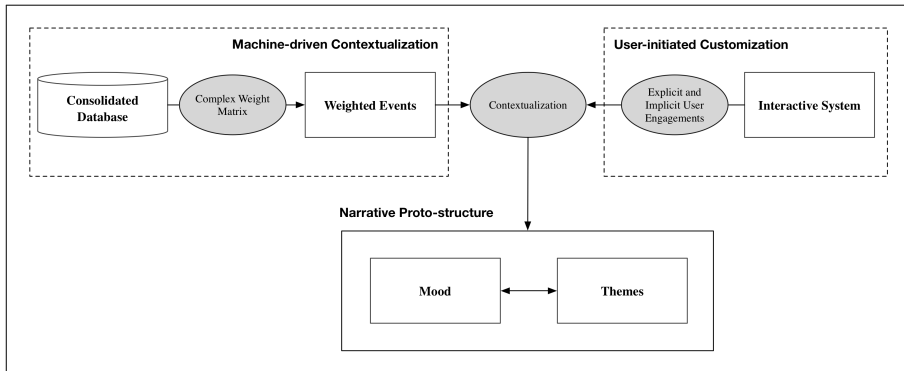 Machine-driven Contextualization
User-initiated Customization
Consolidated
Database
Complex Weight
Matrix
Weighted Events
Contextualization
Explicit and
Implicit User
Engagements
Interactive System
Narrative Proto-structure
Mood
Themes